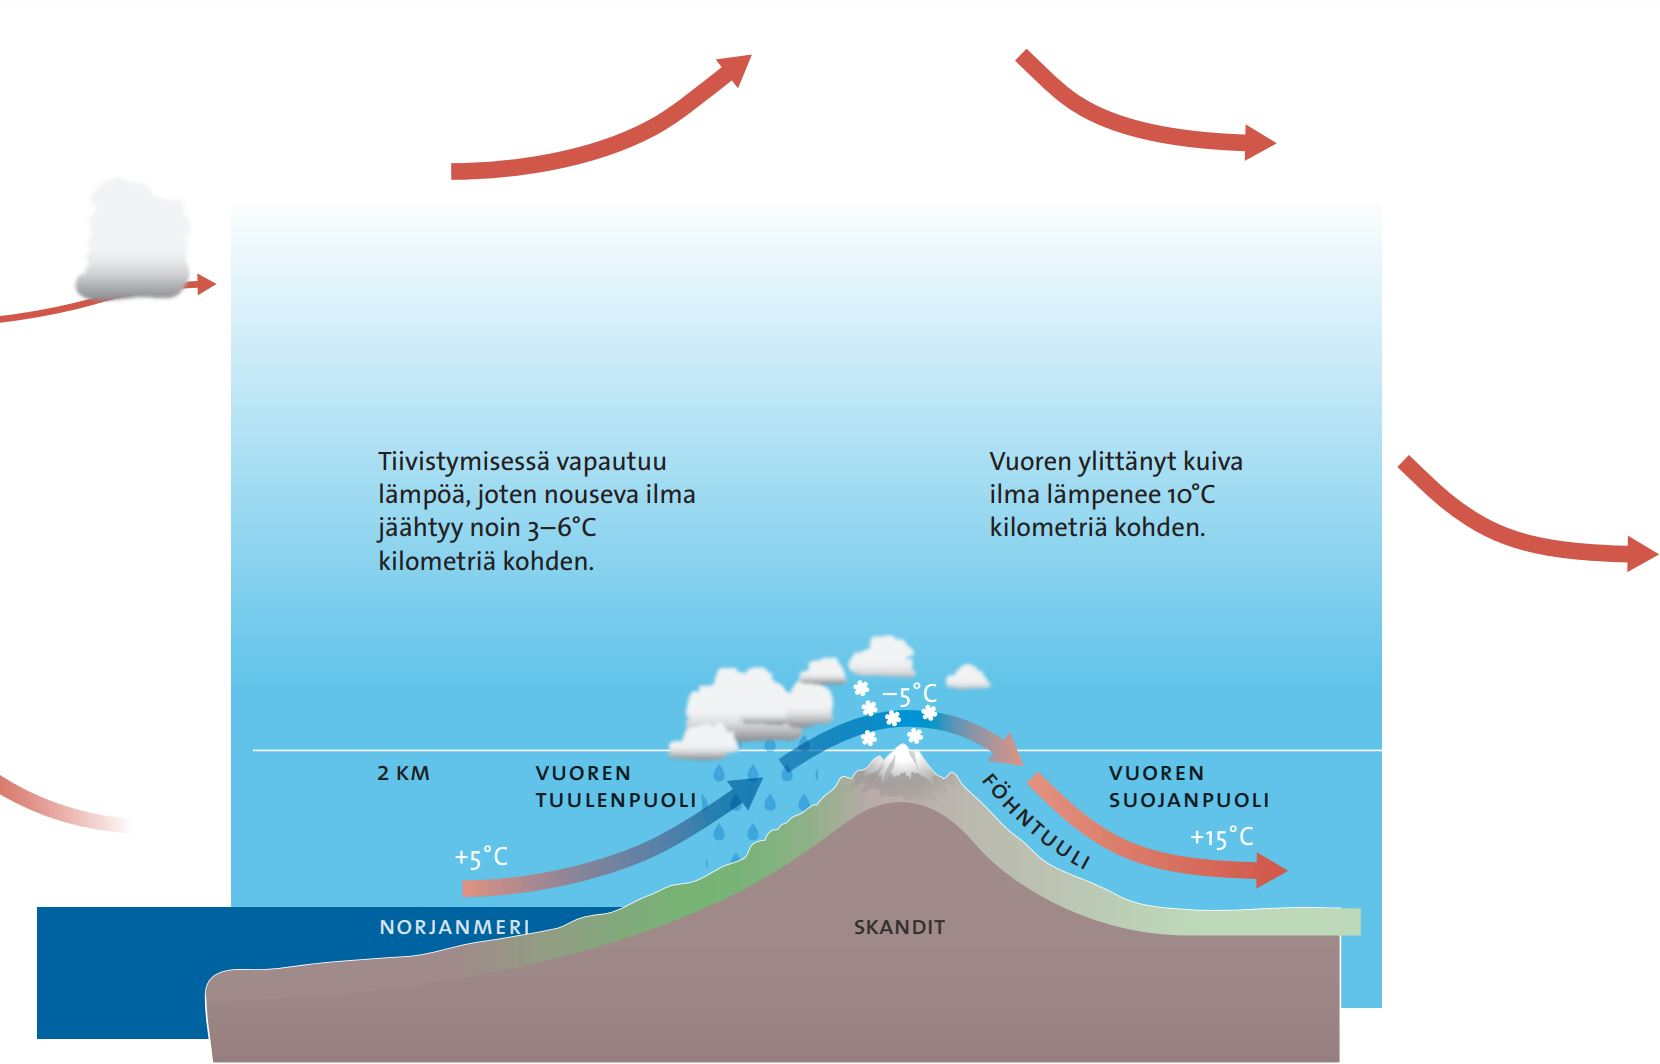 Tiivistymisessä vapautuu
lämpöä, joten nouseva ilma
jäähtyy noin 3–6°C
kilometriä kohden.
Vuoren ylittänyt kuiva
ilma lämpenee 10°C
kilometriä kohden.
–5°C
2 KM
VUOREN
TUULENPUOLI
FÖHNTUULI
VUOREN
SUOJANPUOLI
+5°C
+15°C
NORJANMERI
SKANDIT